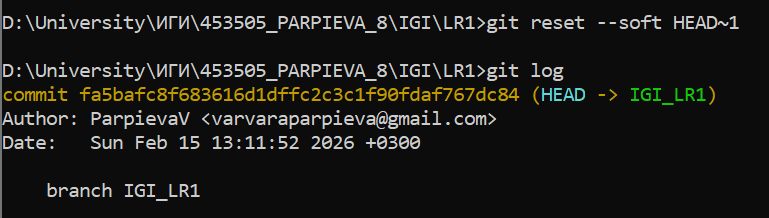 D:\University\ИГИ\453505_PARPIEVA_8\IGI\LR1>git reset --soft HEAD~1
D:\University\ИГИ\453505_PARPIEVA_8\IGI\LR1>git log
commit fa5bafc8f683616d1dffc2c3c1f90fdaf767dc84 (HEAD -> IGI_LR1)
Author: ParpievaV <varvaraparpieva@gmail.com>
Date:   Sun Feb 15 13:11:52 2026 +0300
    branch IGI_LR1